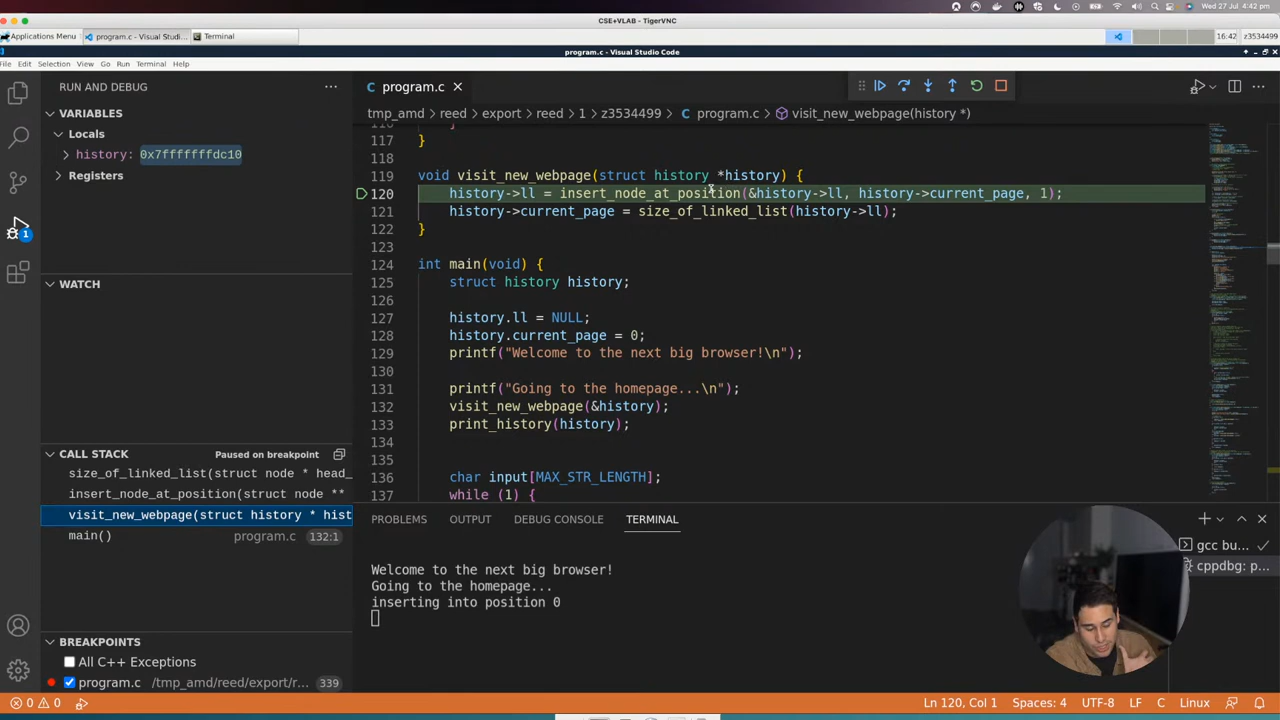 Wed 27 Jul 4:42 pm
CSE+VLAB - TigerVNC
Applications Menu
program.c - Visual Studi...
Terminal
16:42
z3534499
program.c - Visual Studio Code
File Edit Selection View Go Run Terminal Help
RUN AND DEBUG
program.c
VARIABLES
tmp_amd > reed > export > reed > 1 > z3534499 > program.c > visit_new_webpage(history *)
Locals
history: 0x7fffffffdc10
Registers
116 }
117 }
118
119 void visit_new_webpage(struct history *history) {
120 history->ll = insert_node_at_position(&history->ll, history->current_page, 1);
121 history->current_page = size_of_linked_list(history->ll);
122 }
123
124 int main(void) {
125 struct history history;
126
127 history.ll = NULL;
128 history.current_page = 0;
129 printf("Welcome to the next big browser!\n");
130
131 printf("Going to the homepage...\n");
132 visit_new_webpage(&history);
133 print_history(history);
134
135
136 char input[MAX_STR_LENGTH];
137 while (1) {
WATCH
CALL STACK
Paused on breakpoint
size_of_linked_list(struct node * head_
insert_node_at_position(struct node **
visit_new_webpage(struct history * hist
main()
program.c
132:1
PROBLEMS
OUTPUT
DEBUG CONSOLE
TERMINAL
gcc bu...
cppdbg: p...
Welcome to the next big browser!
Going to the homepage...
inserting into position 0
BREAKPOINTS
All C++ Exceptions
program.c /tmp_amd/reed/export/r...
339
1
0 0
Ln 120, Col 1
Spaces: 4
UTF-8
LF
C
Linux